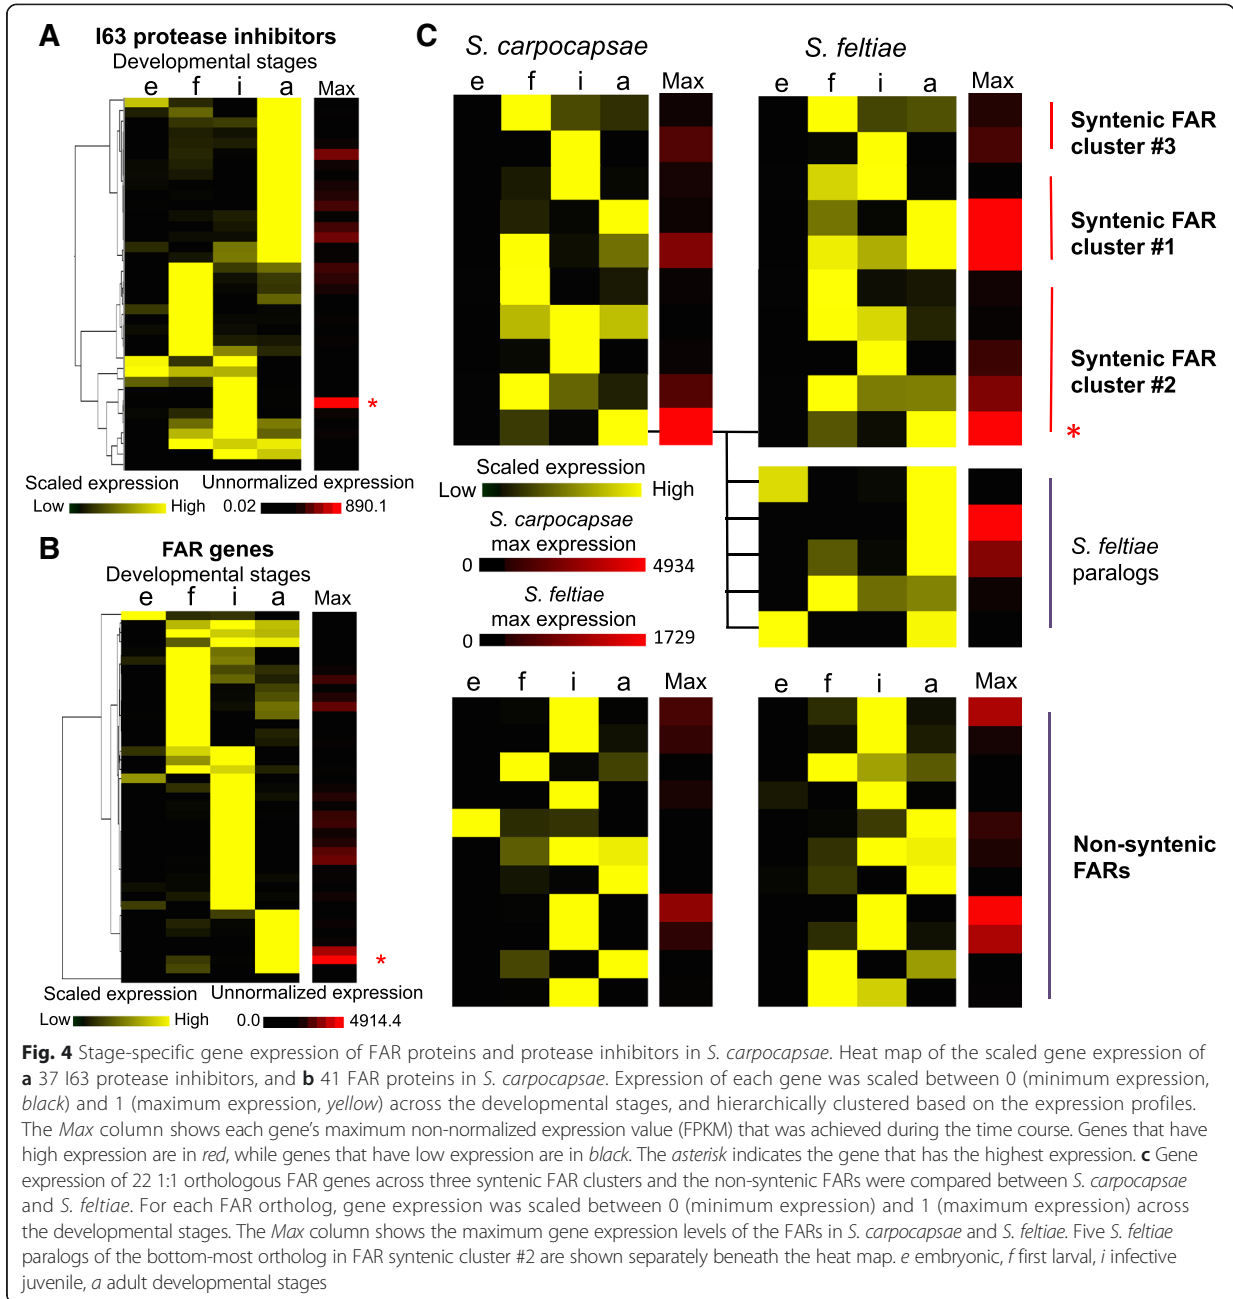 A
I63 protease inhibitors
Developmental stages
e f i a Max
*
Scaled expression Unnormalized expression
Low High 0.02 890.1
B
FAR genes
Developmental stages
e f i a Max
*
Scaled expression Unnormalized expression
Low High 0.0 4914.4
C
S. carpocapsae S. feltiae
e f i a Max e f i a Max
Syntenic FAR
cluster #3
Syntenic FAR
cluster #1
Syntenic FAR
cluster #2
*
Scaled expression
Low High
S. carpocapsae
max expression
0 4934
S. feltiae
max expression
0 1729
S. feltiae
paralogs
e f i a Max e f i a Max
Non-syntenic
FARs
Fig. 4 Stage-specific gene expression of FAR proteins and protease inhibitors in S. carpocapsae. Heat map of the scaled gene expression of
a 37 I63 protease inhibitors, and b 41 FAR proteins in S. carpocapsae. Expression of each gene was scaled between 0 (minimum expression,
black) and 1 (maximum expression, yellow) across the developmental stages, and hierarchically clustered based on the expression profiles.
The Max column shows each gene's maximum non-normalized expression value (FPKM) that was achieved during the time course. Genes that have
high expression are in red, while genes that have low expression are in black. The asterisk indicates the gene that has the highest expression. c Gene
expression of 22 1:1 orthologous FAR genes across three syntenic FAR clusters and the non-syntenic FARs were compared between S. carpocapsae
and S. feltiae. For each FAR ortholog, gene expression was scaled between 0 (minimum expression) and 1 (maximum expression) across
the developmental stages. The Max column shows the maximum gene expression levels of the FARs in S. carpocapsae and S. feltiae. Five S. feltiae
paralogs of the bottom-most ortholog in FAR syntenic cluster #2 are shown separately beneath the heat map. e embryonic, f first larval, i infective
juvenile, a adult developmental stages